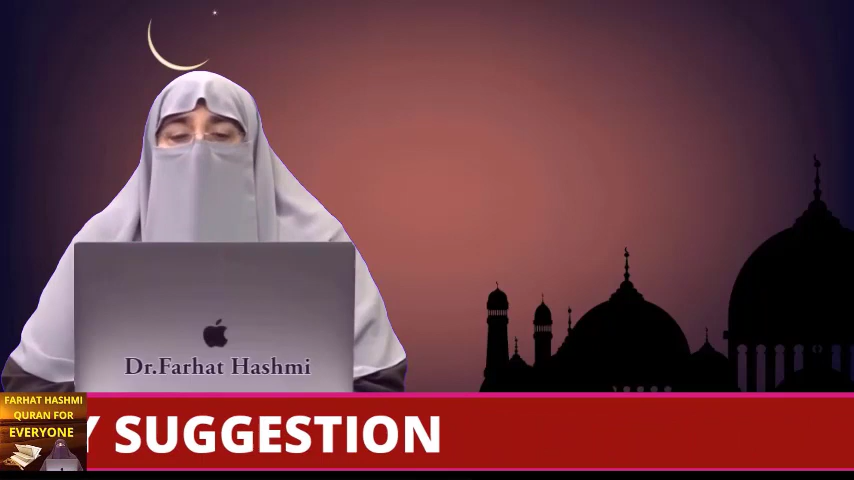 Dr.Farhat Hashmi
FARHAT HASHMI
QURAN FOR
EVERYONE
Y SUGGESTION